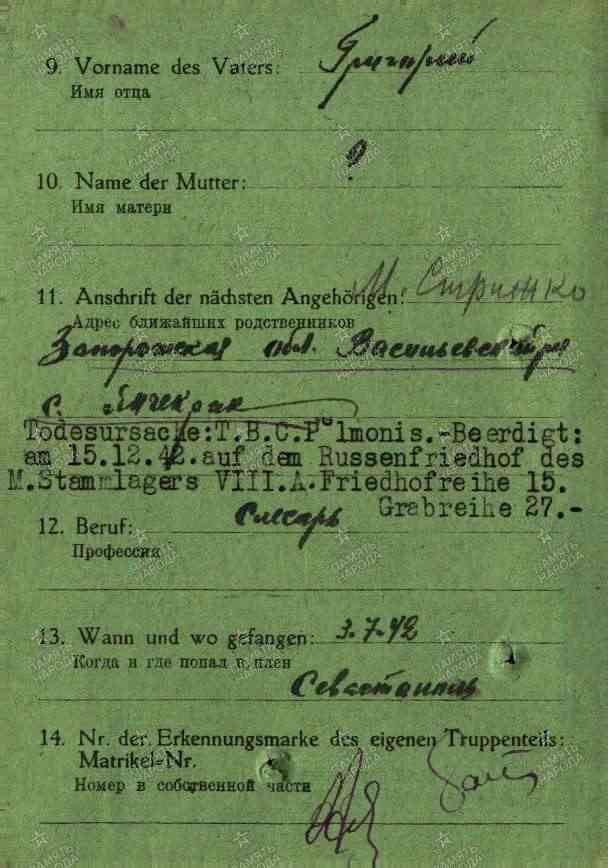 9. Vorname des Vaters: Григорий
Имя отца
10. Name der Mutter: ?
Имя матери
11. Anschrift der nächsten Angehörigen: М.
Адрес ближайших родственников
Запорожская обл. Васильевский р-н
с. Янчекрак
Todesursache: T.B.C.Pulmonis.-Beerdigt:
am 15.12.42.auf dem Russenfriedhof des
M.Stammlagers VIII.A.Friedhofreihe 15.
Grabreihe 27.-
12. Beruf: Слесарь
Профессия
13. Wann und wo gefangen: 3.7.42
Когда и где попал в плен
Севастополь
14. Nr. der Erkennungsmarke des eigenen Truppenteils:
Matrikel-Nr.
Номер в собственной части